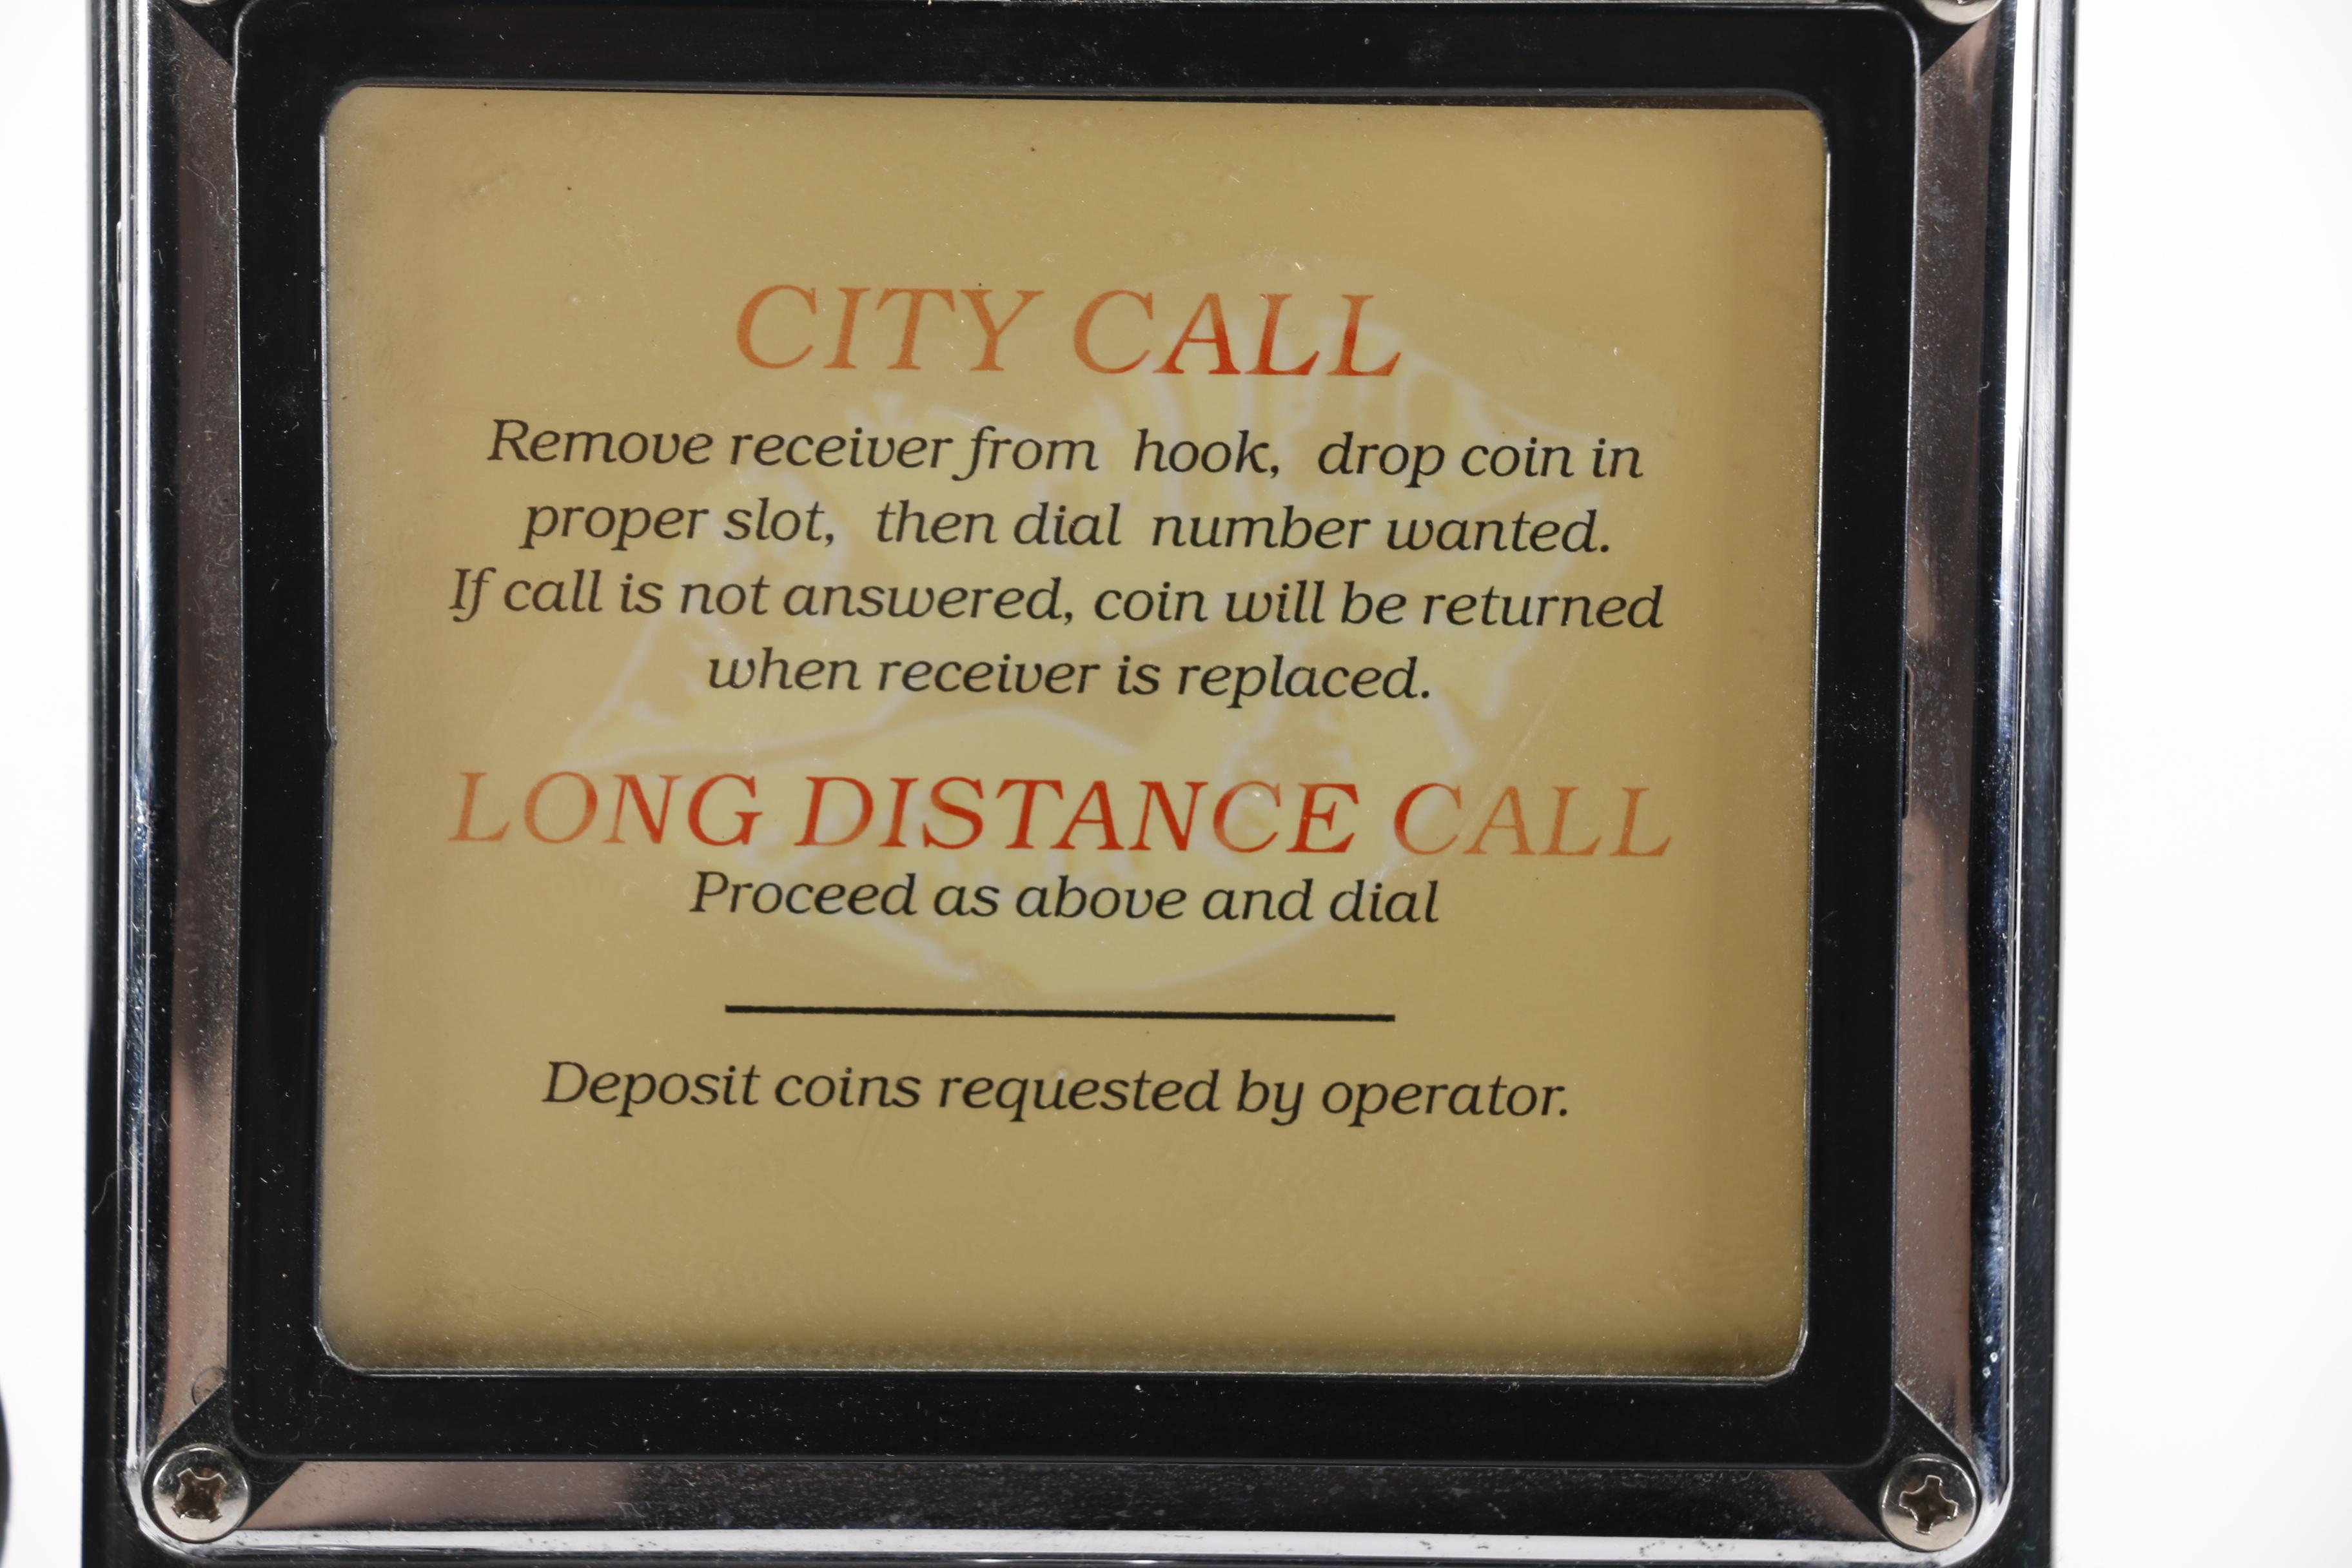 CITY CALL
Remove receiver from hook, drop coin in
proper slot, then dial number wanted.
If call is not answered, coin will be returned
when receiver is replaced.
LONG DISTANCE CALL
Proceed as above and dial
Deposit coins requested by operator.